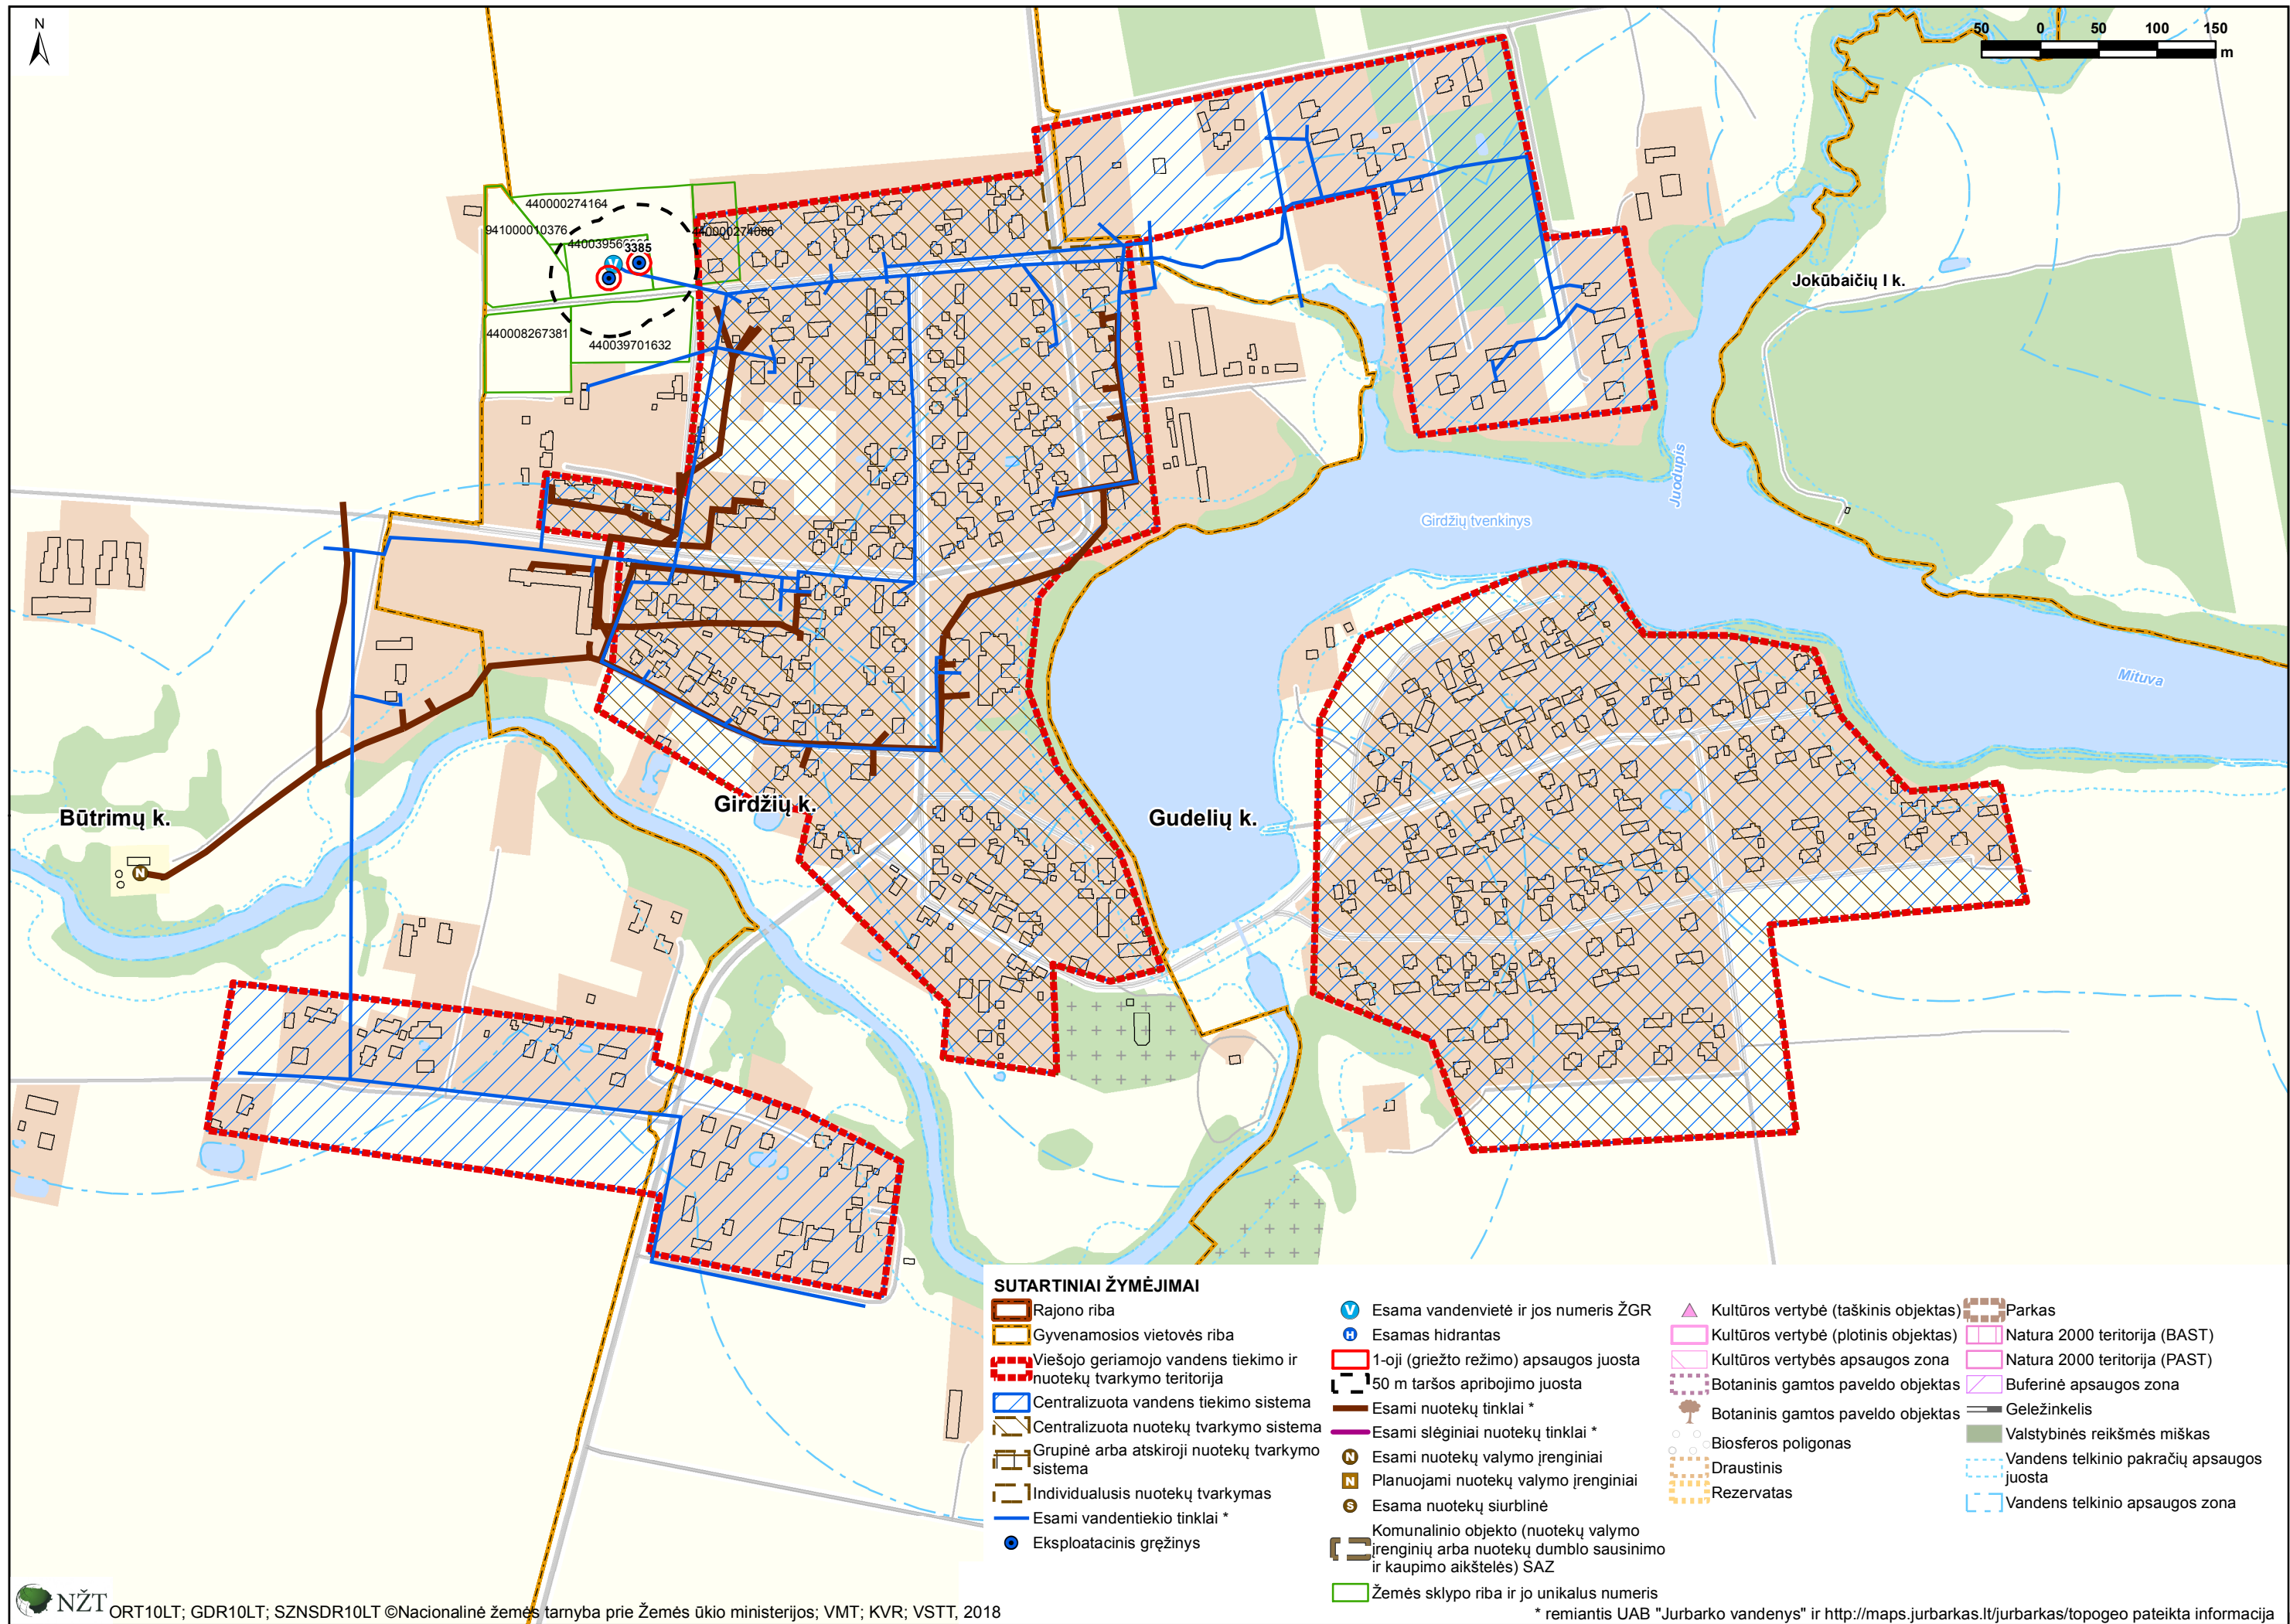 N
50 0 50 100 150
m
440000274164
941000010376
3385
440000274086
440008267381
440039701632
Jokūbaičių I k.
Juodupis
Girdžių tvenkinys
Mituva
Būtrimų k.
Girdžių k.
Gudelių k.
N
SUTARTINIAI ŽYMĖJIMAI
Rajono riba
Gyvenamosios vietovės riba
Viešojo geriamojo vandens tiekimo ir
nuotekų tvarkymo teritorija
Centralizuota vandens tiekimo sistema
Centralizuota nuotekų tvarkymo sistema
Grupinė arba atskiroji nuotekų tvarkymo
sistema
Individualusis nuotekų tvarkymas
Esami vandentiekio tinklai *
Eksploatacinis gręžinys
V Esama vandenvietė ir jos numeris ŽGR
H Esamas hidrantas
1-oji (griežto režimo) apsaugos juosta
50 m taršos apribojimo juosta
Esami nuotekų tinklai *
Esami slėginiai nuotekų tinklai *
N Esami nuotekų valymo įrenginiai
N Planuojami nuotekų valymo įrenginiai
S Esama nuotekų siurblinė
Komunalinio objekto (nuotekų valymo
įrenginių arba nuotekų dumblo sausinimo
ir kaupimo aikštelės) SAZ
Žemės sklypo riba ir jo unikalus numeris
Kultūros vertybė (taškinis objektas)
Kultūros vertybė (plotinis objektas)
Kultūros vertybės apsaugos zona
Botaninis gamtos paveldo objektas
Botaninis gamtos paveldo objektas
Biosferos poligonas
Draustinis
Rezervatas
Parkas
Natura 2000 teritorija (BAST)
Natura 2000 teritorija (PAST)
Buferinė apsaugos zona
Geležinkelis
Valstybinės reikšmės miškas
Vandens telkinio pakračių apsaugos
juosta
Vandens telkinio apsaugos zona
NŽT ORT10LT; GDR10LT; SZNSDR10LT ©Nacionalinė žemės tarnyba prie Žemės ūkio ministerijos; VMT; KVR; VSTT, 2018
* remiantis UAB "Jurbarko vandenys" ir http://maps.jurbarkas.lt/jurbarkas/topogeo pateikta informacija